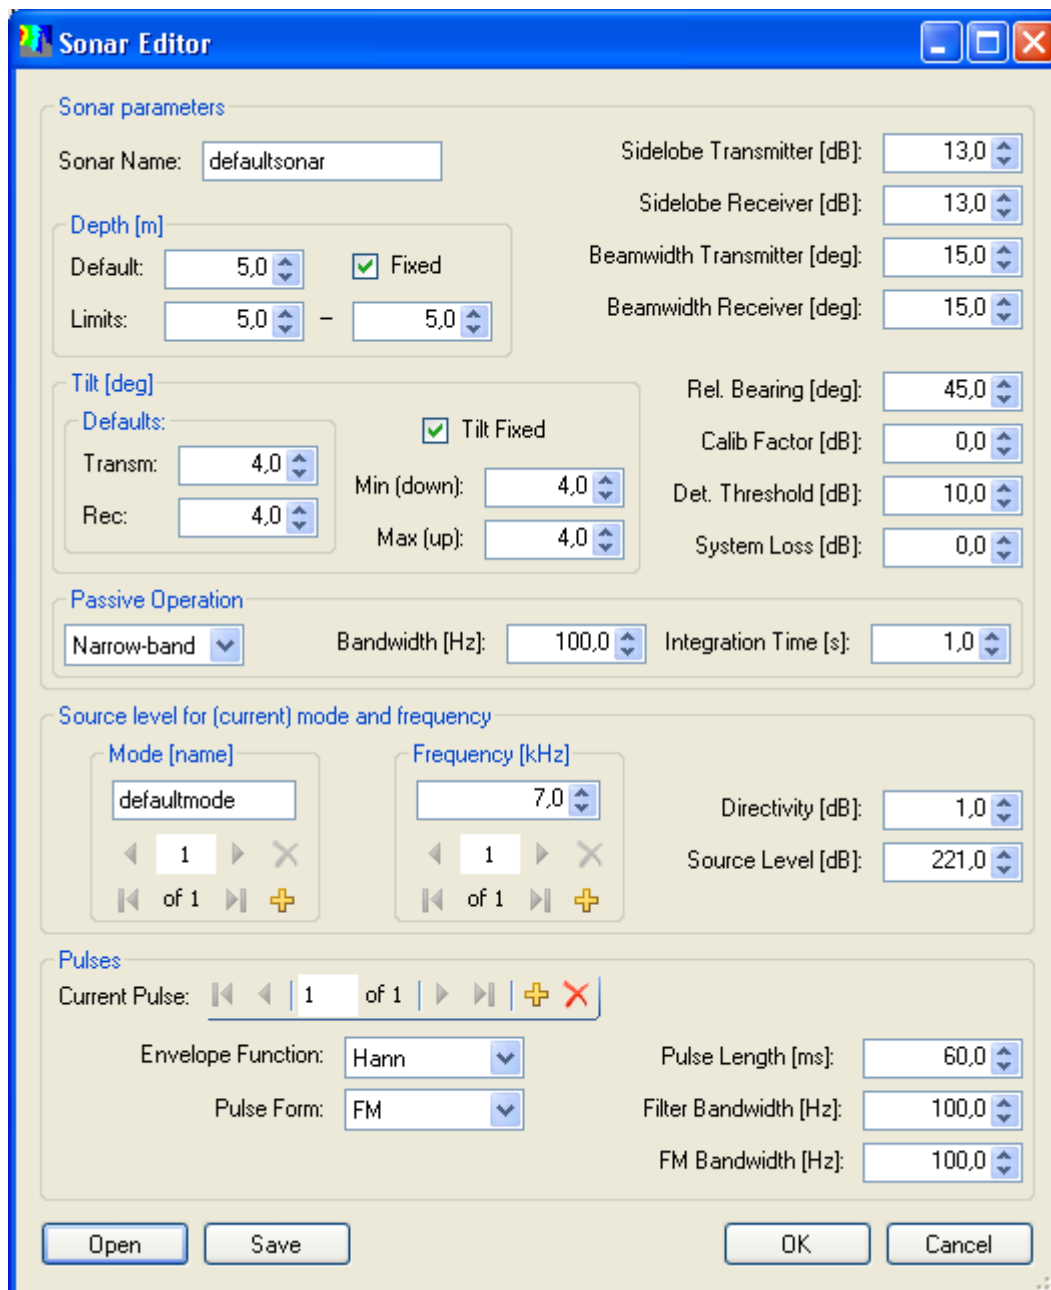 Sonar Editor
Sonar parameters
Sonar Name: defaultsonar
Sidelobe Transmitter [dB]: 13,0
Sidelobe Receiver [dB]: 13,0
Beamwidth Transmitter [deg]: 15,0
Beamwidth Receiver [deg]: 15,0
Depth [m]
Default: 5,0 Fixed
Limits: 5,0 – 5,0
Tilt [deg]
Defaults:
Transm: 4,0
Rec: 4,0
Tilt Fixed
Min (down): 4,0
Max (up): 4,0
Rel. Bearing [deg]: 45,0
Calib Factor [dB]: 0,0
Det. Threshold [dB]: 10,0
System Loss [dB]: 0,0
Passive Operation
Narrow-band Bandwidth [Hz]: 100,0 Integration Time [s]: 1,0
Source level for (current) mode and frequency
Mode [name]
defaultmode
1
of 1
Frequency [kHz]
7,0
1
of 1
Directivity [dB]: 1,0
Source Level [dB]: 221,0
Pulses
Current Pulse: 1 of 1
Envelope Function: Hann
Pulse Form: FM
Pulse Length [ms]: 60,0
Filter Bandwidth [Hz]: 100,0
FM Bandwidth [Hz]: 100,0
Open Save OK Cancel